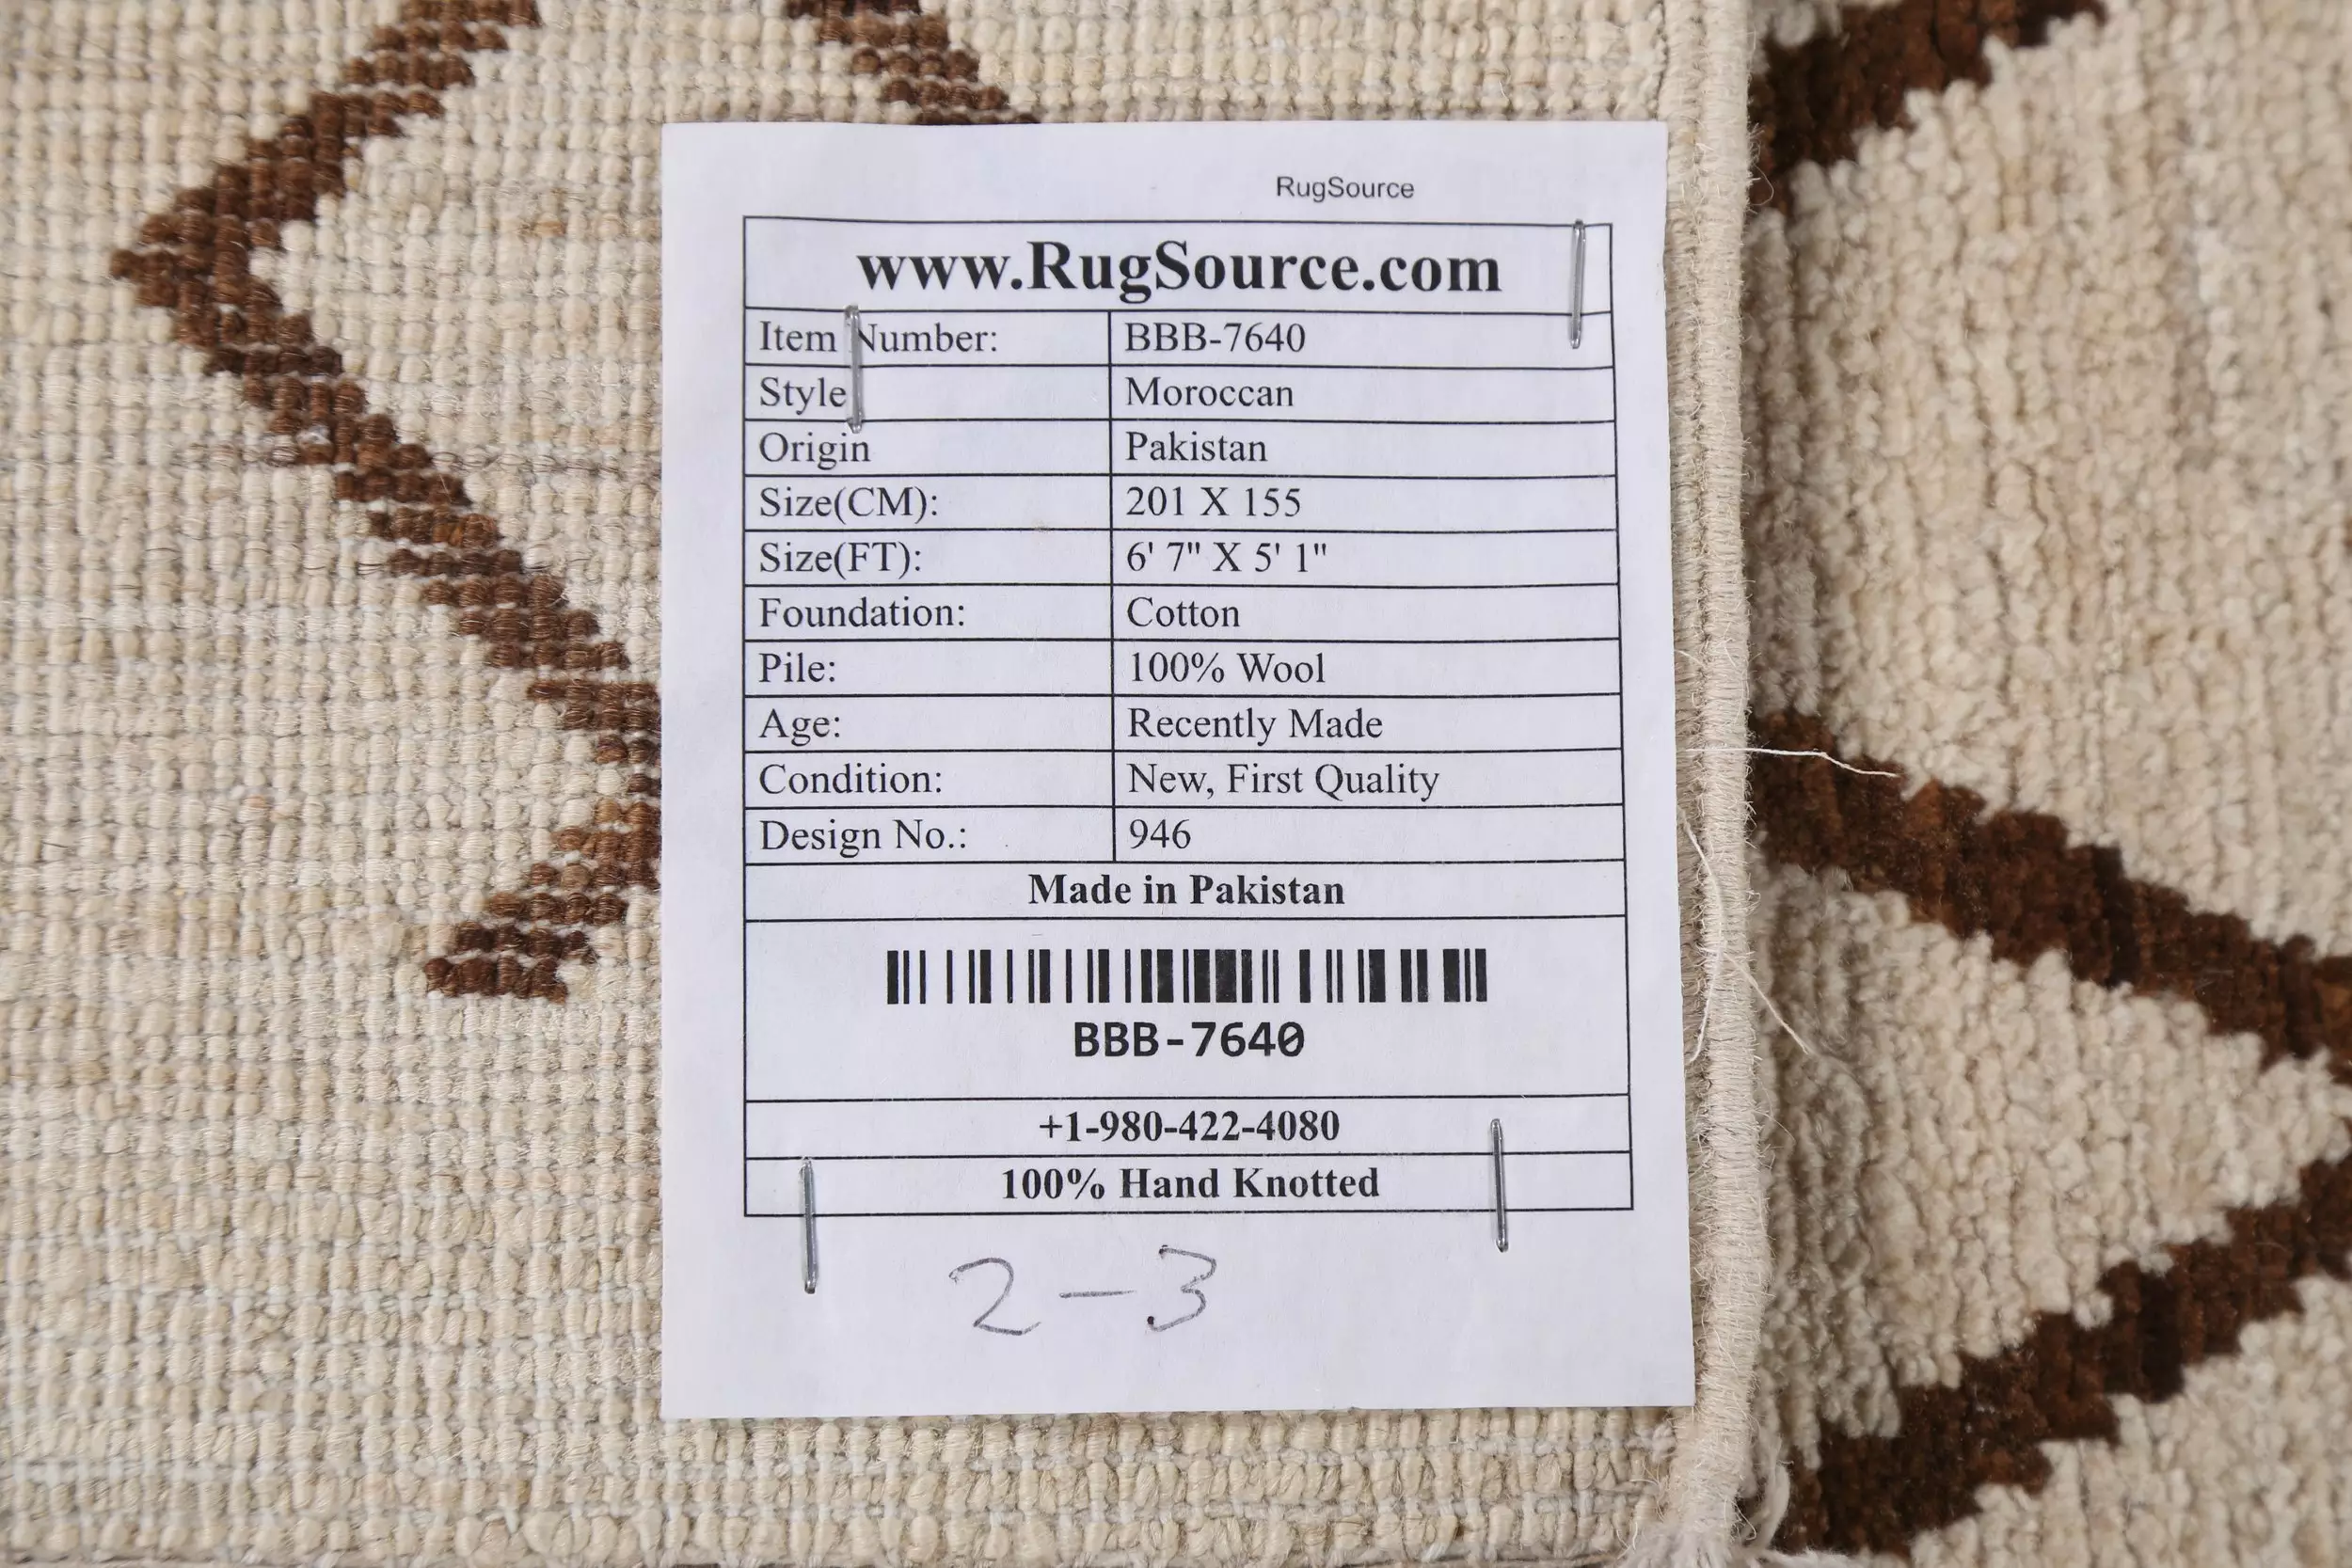 RugSource
www.RugSource.com
Item Number: BBB-7640
Style Moroccan
Origin Pakistan
Size(CM): 201 X 155
Size(FT): 6' 7" X 5' 1"
Foundation: Cotton
Pile: 100% Wool
Age: Recently Made
Condition: New, First Quality
Design No.: 946
Made in Pakistan
BBB-7640
+1-980-422-4080
100% Hand Knotted
2-3